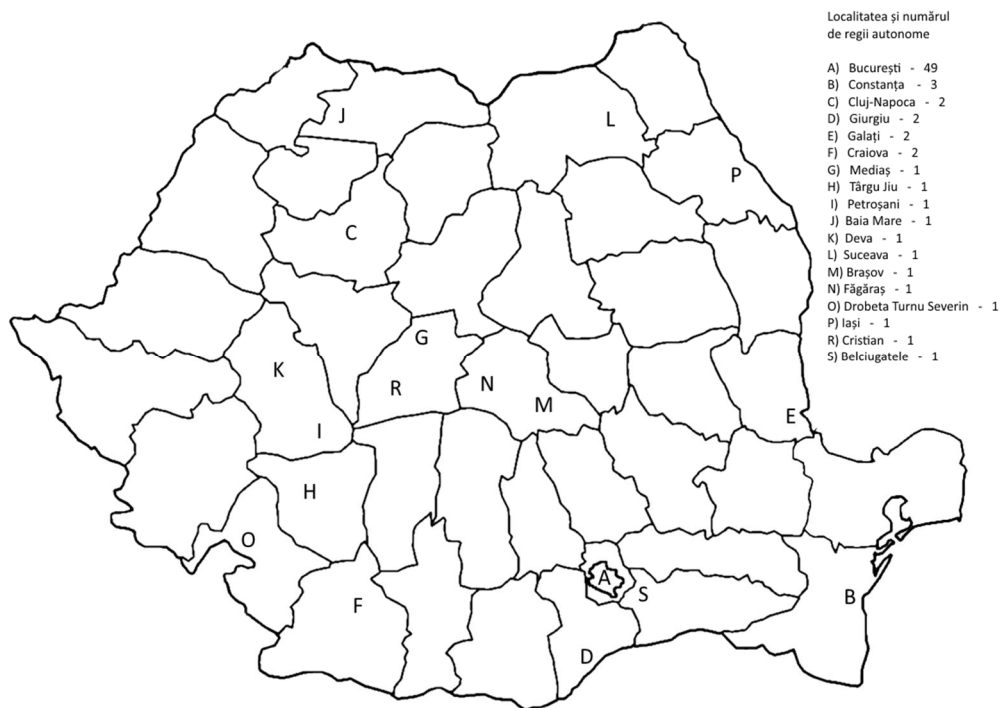 Localitatea și numărul
de regii autonome
A) București - 49
B) Constanța - 3
C) Cluj-Napoca - 2
D) Giurgiu - 2
E) Galați - 2
F) Craiova - 2
G) Mediaș - 1
H) Târgu Jiu - 1
I) Petroșani - 1
J) Baia Mare - 1
K) Deva - 1
L) Suceava - 1
M) Brașov - 1
N) Făgăraș - 1
O) Drobeta Turnu Severin - 1
P) Iași - 1
R) Cristian - 1
S) Belciugatele - 1
J
L
P
C
G
K
R
N
M
E
I
H
O
A
S
B
F
D